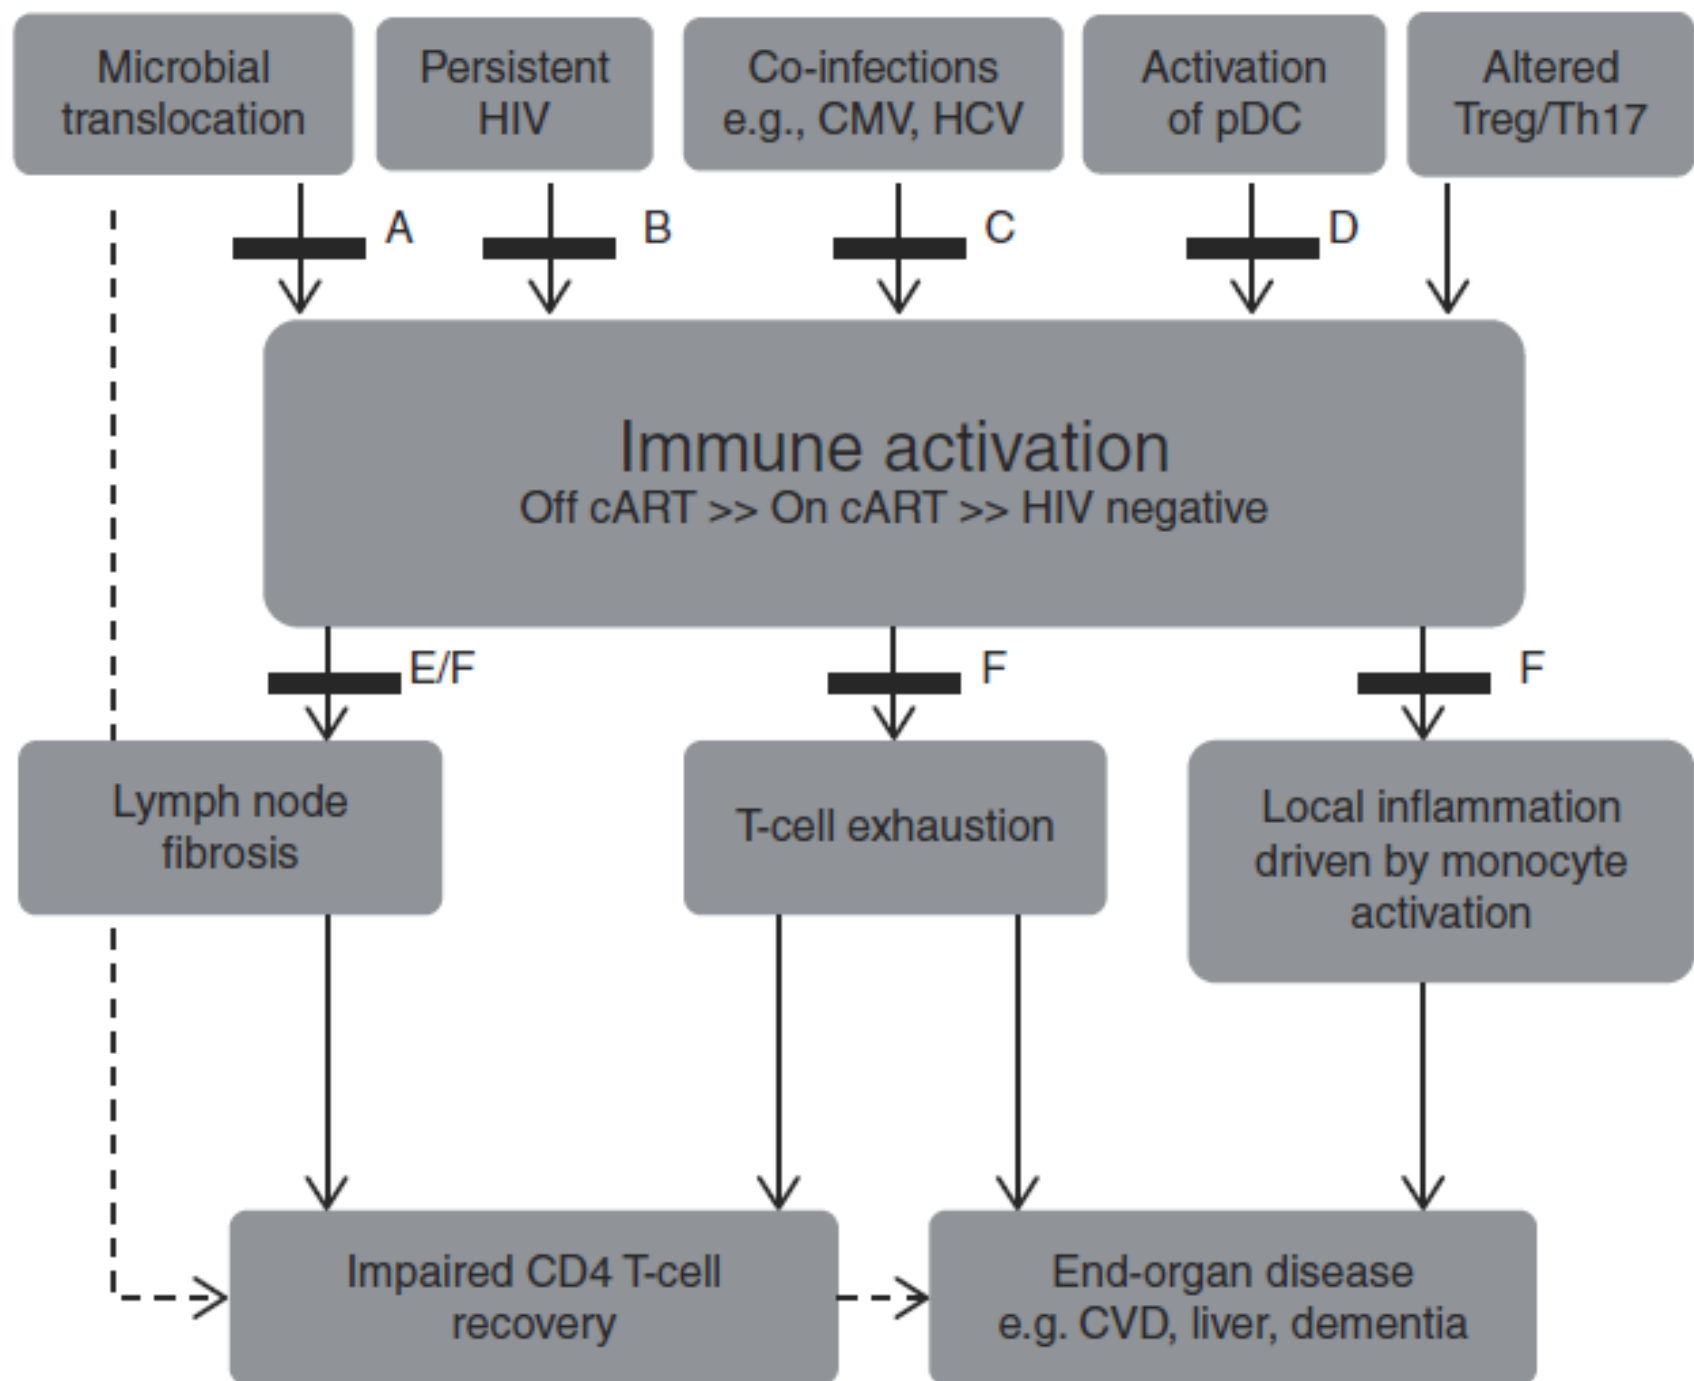 Microbial
translocation
Persistent
HIV
Co-infections
e.g., CMV, HCV
Activation
of pDC
Altered
Treg/Th17
A
B
C
D
Immune activation
Off cART >> On cART >> HIV negative
E/F
F
F
Lymph node
fibrosis
T-cell exhaustion
Local inflammation
driven by monocyte
activation
Impaired CD4 T-cell
recovery
End-organ disease
e.g. CVD, liver, dementia